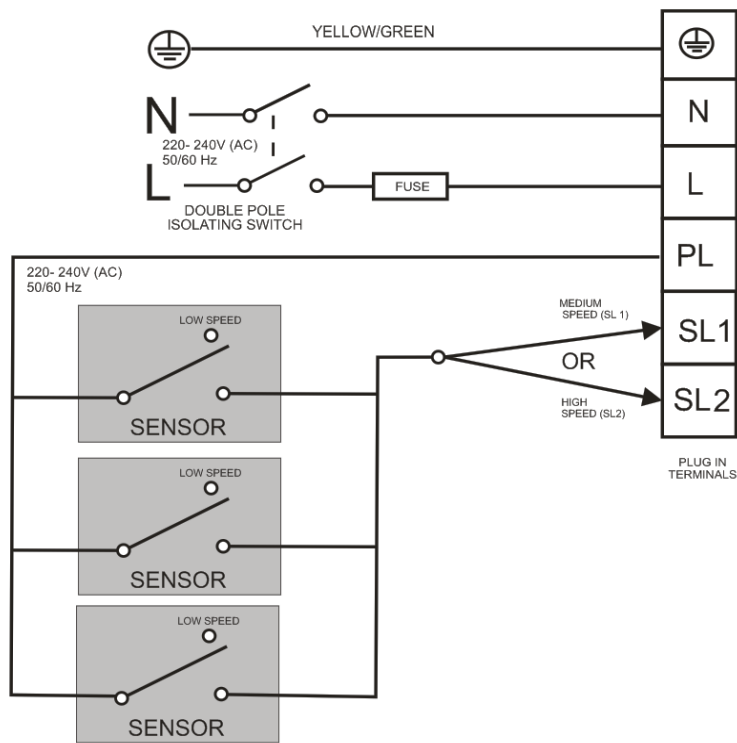 YELLOW/GREEN
N
N
220- 240V (AC)
50/60 Hz
L
FUSE
L
DOUBLE POLE
ISOLATING SWITCH
PL
220- 240V (AC)
50/60 Hz
MEDIUM
SPEED (SL 1)
SL1
LOW SPEED
OR
SENSOR
HIGH
SPEED (SL2)
SL2
PLUG IN
TERMINALS
LOW SPEED
SENSOR
LOW SPEED
SENSOR